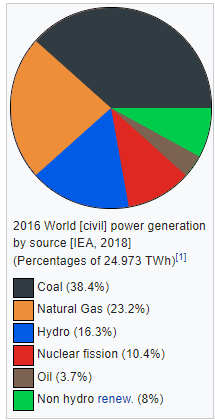 2016 World [civil] power generation
by source [IEA, 2018]
(Percentages of 24.973 TWh)[1]
Coal (38.4%)
Natural Gas (23.2%)
Hydro (16.3%)
Nuclear fission (10.4%)
Oil (3.7%)
Non hydro renew. (8%)